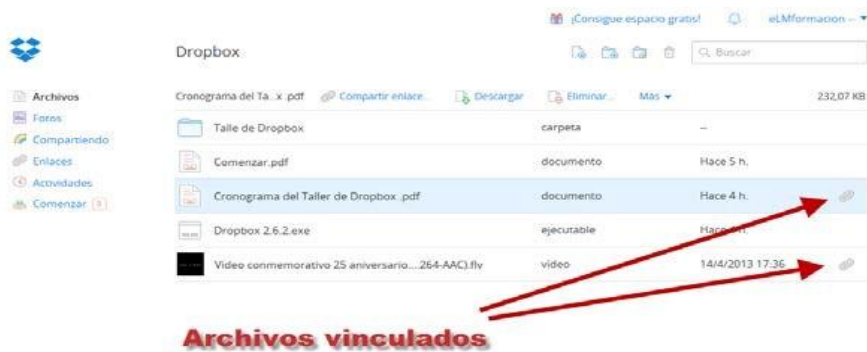 ¡Consigue espacio gratis! eLMformacion -- ▾
Dropbox
Buscar
Archivos
Fotos
Compartiendo
Enlaces
Actividades
Comenzar
Cronograma del Ta...x .pdf Compartir enlace... Descargar Eliminar... Más ▾ 232,07 KB
Talle de Dropbox carpeta --
Comenzar.pdf documento Hace 5 h.
Cronograma del Taller de Dropbox .pdf documento Hace 4 h.
Dropbox 2.6.2.exe ejecutable Hace h.
Video conmemorativo 25 aniversario....264-AAC).flv vídeo 14/4/2013 17:36
Archivos vinculados